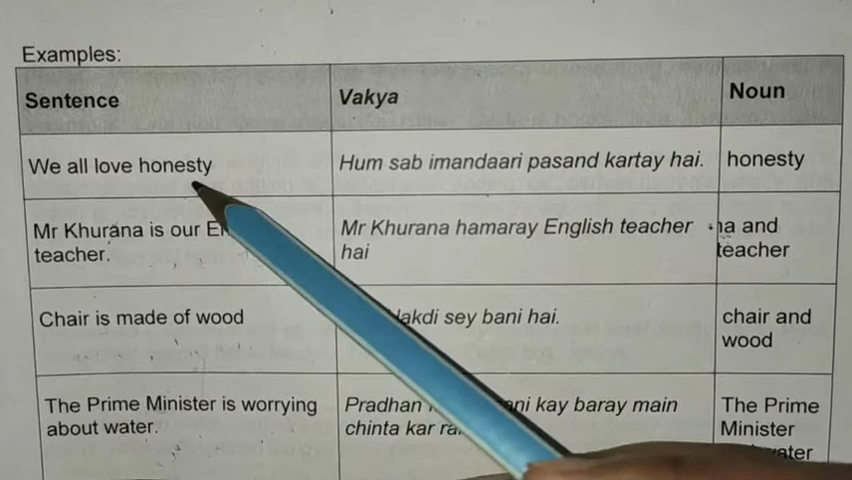 Examples:
Sentence Vakya Noun
We all love honesty Hum sab imandaari pasand kartay hai. honesty
Mr Khurana is our Mr Khurana hamaray English teacher and
teacher. hai teacher
Chair is made of wood sey bani hai. chair and
wood
The Prime Minister is worrying Pradhan kay baray main The Prime
about water. chinta kar Minister